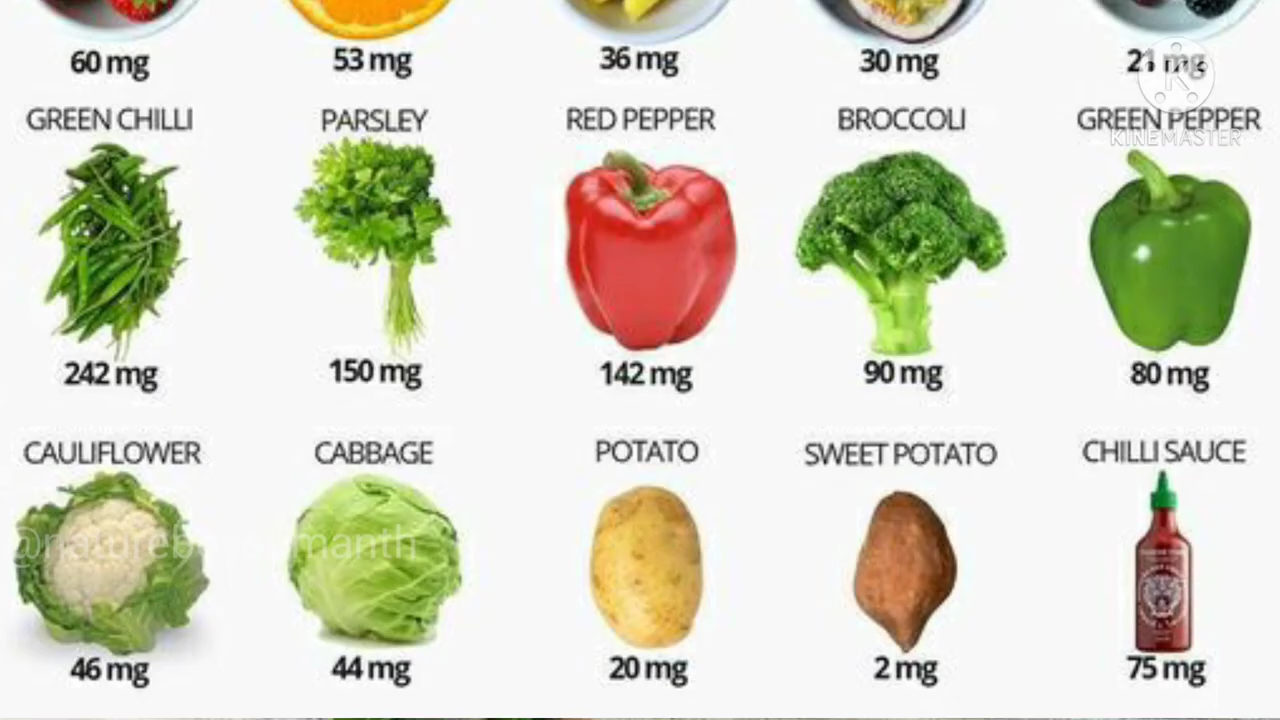 60 mg
53 mg
36 mg
30 mg
21 mg
GREEN CHILLI
PARSLEY
RED PEPPER
BROCCOLI
GREEN PEPPER
KINEMASTER
242 mg
150 mg
142 mg
90 mg
80 mg
CAULIFLOWER
CABBAGE
POTATO
SWEET POTATO
CHILLI SAUCE
46 mg
44 mg
20 mg
2 mg
75 mg